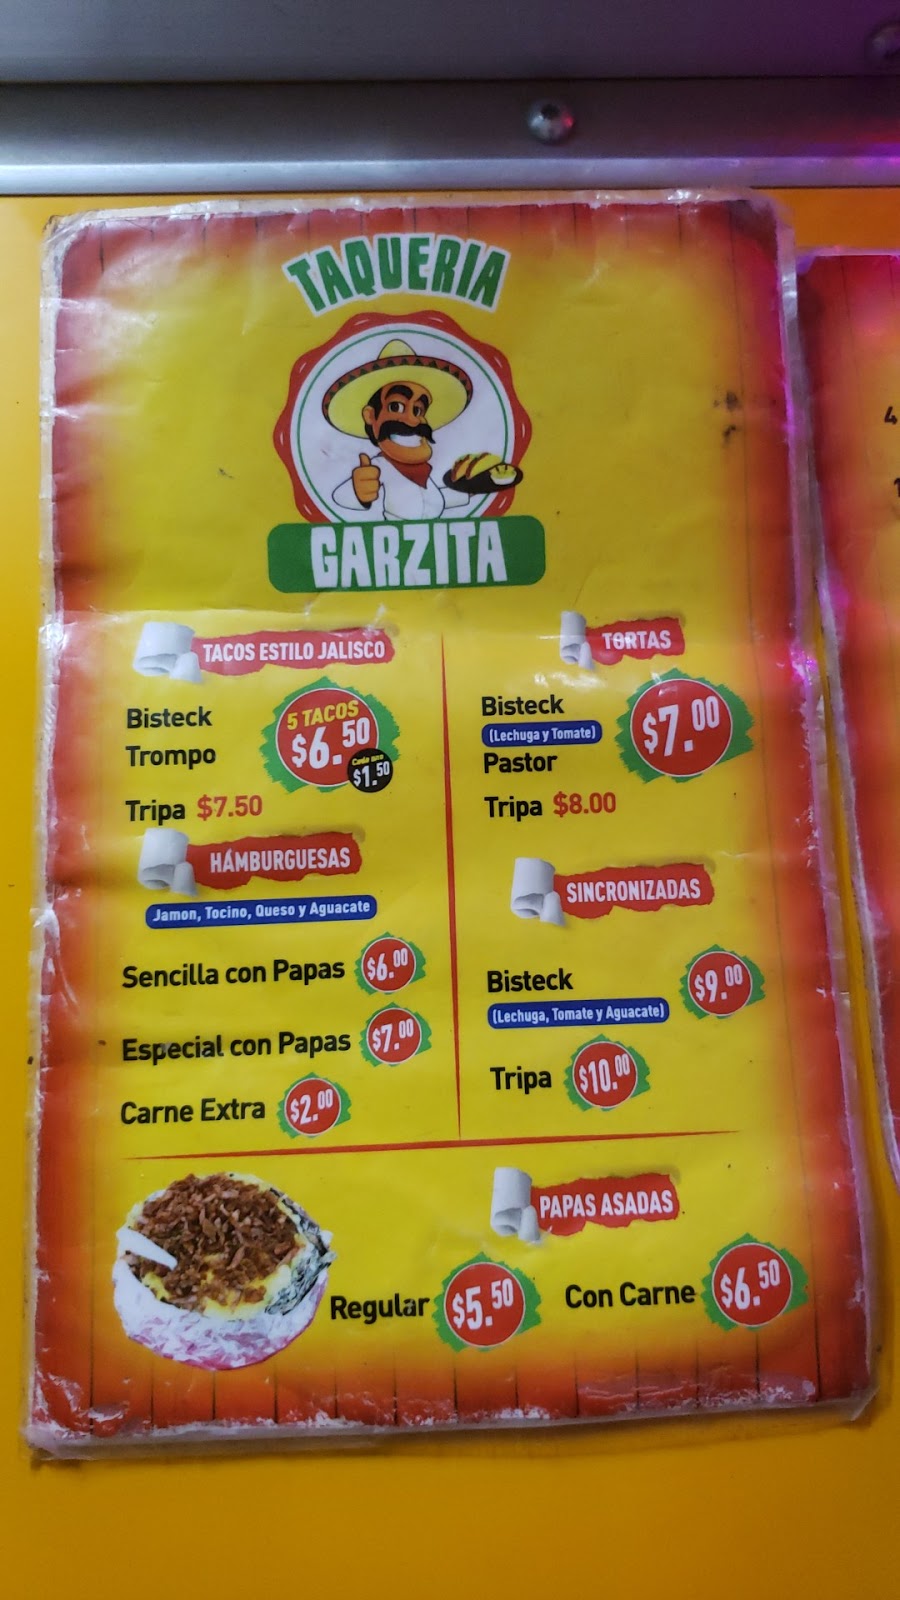 TAQUERIA
GARZITA
TACOS ESTILO JALISCO
Bisteck
Trompo
5 TACOS
$6.50
Cada uno
$1.50
Tripa $7.50
HAMBURGUESAS
Jamon, Tocino, Queso y Aguacate
Sencilla con Papas $6.00
Especial con Papas $7.00
Carne Extra $2.00
TORTAS
Bisteck
(Lechuga y Tomate)
Pastor
$7.00
Tripa $8.00
SINCRONIZADAS
Bisteck $9.00
(Lechuga, Tomate y Aguacate)
Tripa $10.00
PAPAS ASADAS
Regular $5.50
Con Carne $6.50
4